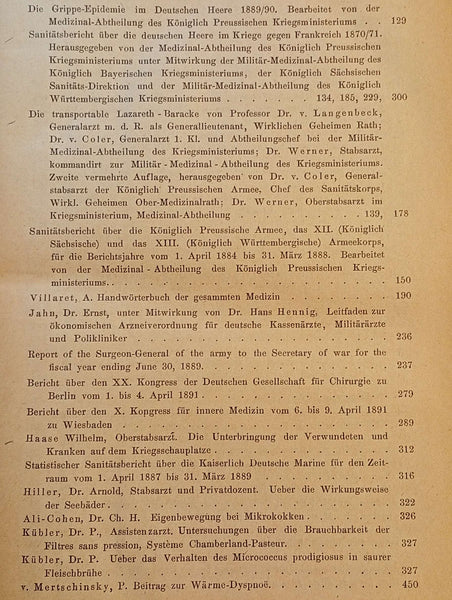 Die Grippe-Epidemie im Deutschen Heere 1889/90. Bearbeitet von der
Medizinal-Abtheilung des Königlich Preussischen Kriegsministeriums . . 129
Sanitätsbericht über die deutschen Heere im Kriege gegen Frankreich 1870/71.
Herausgegeben von der Medizinal-Abtheilung des Königlich Preussischen
Kriegsministeriums unter Mitwirkung der Militär-Medizinal-Abtheilung des
Königlich Bayerischen Kriegsministeriums, der Königlich Sächsischen
Sanitäts-Direktion und der Militär-Medizinal-Abtheilung des Königlich
Württembergischen Kriegsministeriums . . . . . . . 134, 185, 229, 300
Die transportable Lazareth-Baracke von Professor Dr. v. Langenbeck,
Generalarzt m. d. R. als Generallieutenant, Wirklichen Geheimen Rath;
Dr. v. Coler, Generalarzt 1. Kl. und Abtheilungschef bei der Militär-
Medizinal-Abtheilung des Kriegsministeriums; Dr. Werner, Stabsarzt,
kommandirt zur Militär-Medizinal-Abtheilung des Kriegsministeriums.
Zweite vermehrte Auflage, herausgegeben von Dr. v. Coler, General-
stabsarzt der Königlich Preussischen Armee, Chef des Sanitätskorps,
Wirkl. Geheimen Ober-Medizinalrath; Dr. Werner, Oberstabsarzt im
Kriegsministerium, Medizinal-Abtheilung . . . . . . . . . 139, 178
Sanitätsbericht über die Königlich Preussische Armee, das XII. (Königlich
Sächsische) und das XIII. (Königlich Württembergische) Armeekorps,
für die Berichtsjahre vom 1. April 1884 bis 31. März 1888. Bearbeitet
von der Medizinal-Abtheilung des Königlich Preussischen Kriegs-
ministeriums. . . . . . . . . . . . . . . . . . . 150
Villaret, A. Handwörterbuch der gesammten Medizin . . . . . . . 190
Jahn, Dr. Ernst, unter Mitwirkung von Dr. Hans Hennig, Leitfaden zur
ökonomischen Arzneiverordnung für deutsche Kassenärzte, Militärärzte
und Polikliniker . . . . . . . . . . . . . . . . . 236
Report of the Surgeon-General of the army to the Secretary of war for the
fiscal year ending June 30, 1889. . . . . . . . . . . . . 237
Bericht über den XX. Kongress der Deutschen Gesellschaft für Chirurgie zu
Berlin vom 1. bis 4. April 1891 . . . . . . . . . . . . . 279
Bericht über den X. Kongress für innere Medizin vom 6. bis 9. April 1891
zu Wiesbaden . . . . . . . . . . . . . . . . . . 289
Haase Wilhelm, Oberstabsarzt. Die Unterbringung der Verwundeten und
Kranken auf dem Kriegsschauplatze . . . . . . . . . . . 312
Statistischer Sanitätsbericht über die Kaiserlich Deutsche Marine für den Zeit-
raum vom 1. April 1887 bis 31. März 1889 . . . . . . . . . 316
Hiller, Dr. Arnold, Stabsarzt und Privatdozent. Ueber die Wirkungsweise
der Seebäder. . . . . . . . . . . . . . . . . . . 322
Ali-Cohen, Dr. Ch. H. Eigenbewegung bei Mikrokokken . . . . . . 326
Kübler, Dr. P., Assistenzarzt. Untersuchungen über die Brauchbarkeit der
Filtres sans pression, Système Chamberland-Pasteur. . . . . . . 327
Kübler, Dr. P. Ueber das Verhalten des Micrococcus prodigiosus in saurer
Fleischbrühe . . . . . . . . . . . . . . . . . . 327
v. Mertschinsky, P. Beitrag zur Wärme-Dyspnoë. . . . . . . . . 450